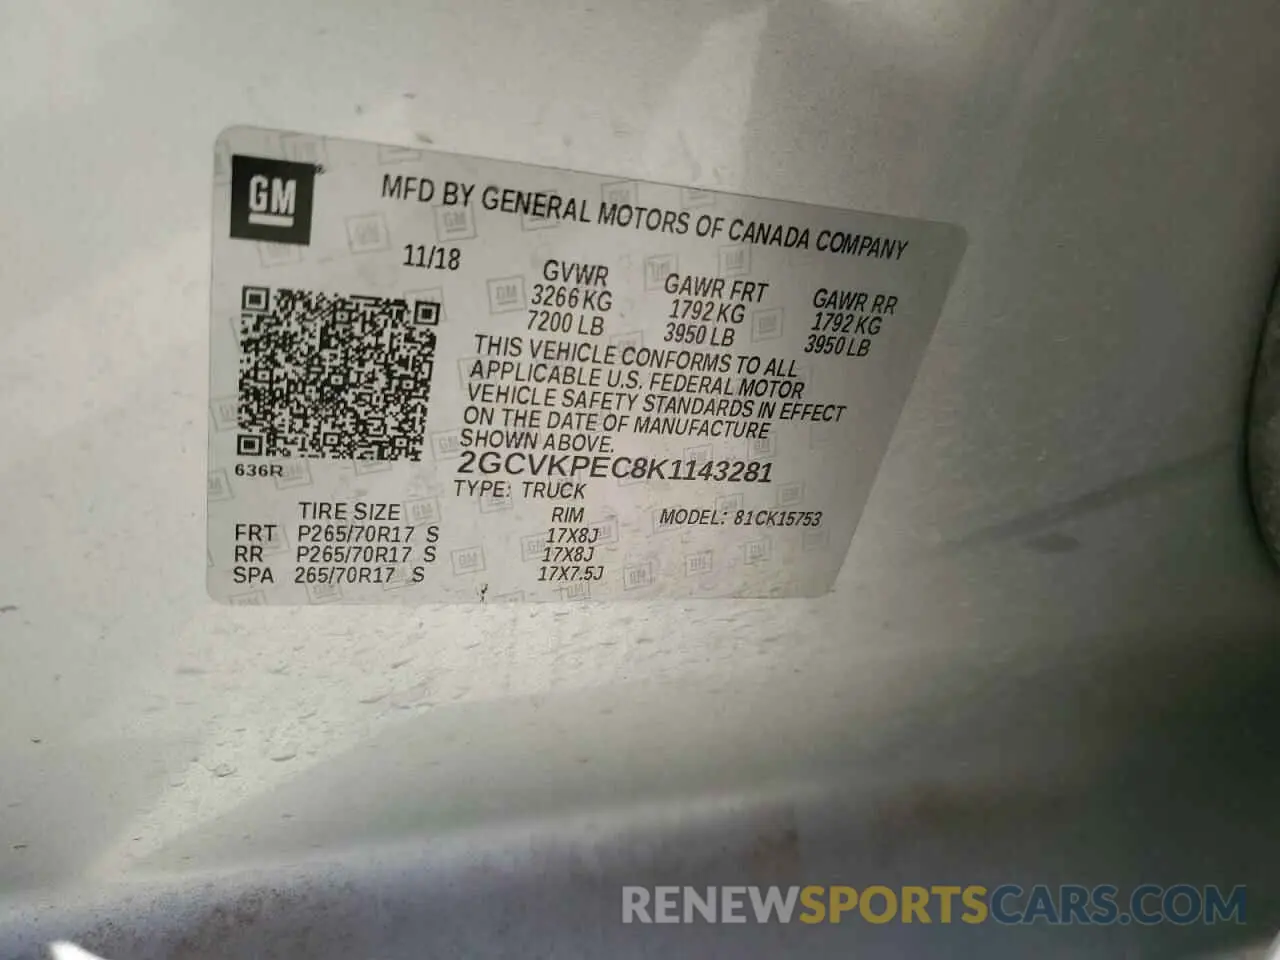 GM
MFD BY GENERAL MOTORS OF CANADA COMPANY
11/18
GVWR GAWR FRT GAWR RR
3266 KG 1792 KG 1792 KG
7200 LB 3950 LB 3950 LB
THIS VEHICLE CONFORMS TO ALL
APPLICABLE U.S. FEDERAL MOTOR
VEHICLE SAFETY STANDARDS IN EFFECT
ON THE DATE OF MANUFACTURE
SHOWN ABOVE.
636R
2GCVKPEC8K1143281
TYPE: TRUCK
TIRE SIZE RIM MODEL: 81CK15753
FRT P265/70R17 S 17X8J
RR P265/70R17 S 17X8J
SPA 265/70R17 S 17X7.5J
RENEWSPORTSCARS.COM